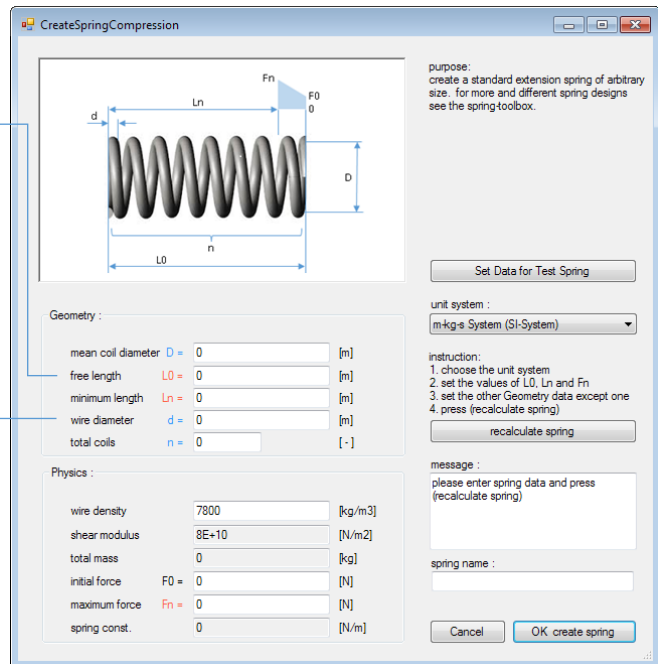 CreateSpringCompression
Fn
F0
Ln
0
d
D
n
L0
purpose:
create a standard extension spring of arbitrary
size. for more and different spring designs
see the spring-toolbox.
Set Data for Test Spring
unit system :
m-kg-s System (SI-System)
instruction:
1. choose the unit system
2. set the values of L0, Ln and Fn
3. set the other Geometry data except one
4. press (recalculate spring)
recalculate spring
message :
please enter spring data and press
(recalculate spring)
spring name :
Cancel OK create spring
Geometry :
mean coil diameter D = 0 [m]
free length L0 = 0 [m]
minimum length Ln = 0 [m]
wire diameter d = 0 [m]
total coils n = 0 [ - ]
Physics :
wire density 7800 [kg/m3]
shear modulus 8E+10 [N/m2]
total mass 0 [kg]
initial force F0 = 0 [N]
maximum force Fn = 0 [N]
spring const. 0 [N/m]